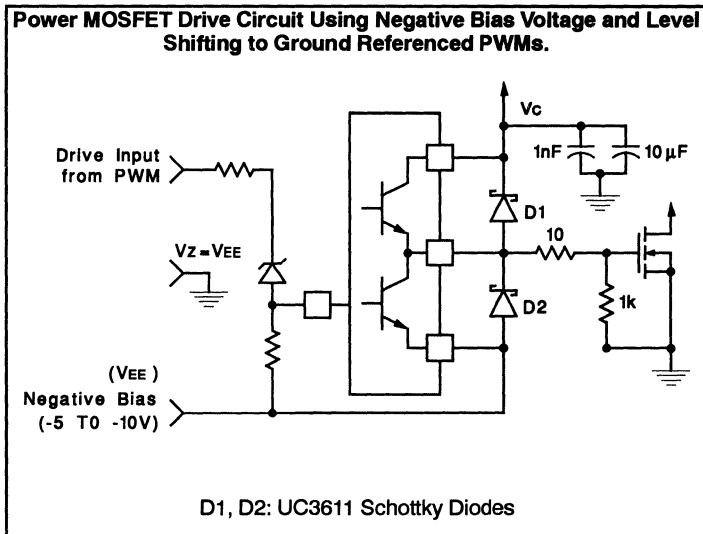 Power MOSFET Drive Circuit Using Negative Bias Voltage and Level
Shifting to Ground Referenced PWMs.
Vc
Drive Input
from PWM
1nF
10 µF
D1
Vz = VEE
10
D2
1k
(VEE )
Negative Bias
(-5 TO -10V)
D1, D2: UC3611 Schottky Diodes